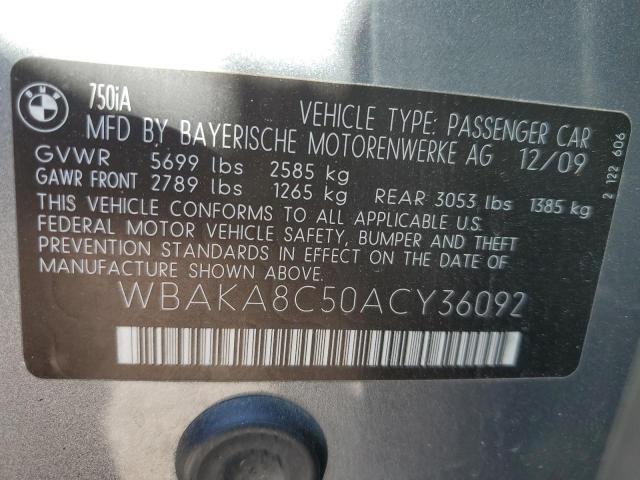 BMW
750iA
VEHICLE TYPE: PASSENGER CAR
MFD BY BAYERISCHE MOTORENWERKE AG 12/09
GVWR 5699 lbs 2585 kg
GAWR FRONT 2789 lbs 1265 kg REAR 3053 lbs 1385 kg
THIS VEHICLE CONFORMS TO ALL APPLICABLE U.S.
FEDERAL MOTOR VEHICLE SAFETY, BUMPER AND THEFT
PREVENTION STANDARDS IN EFFECT ON THE DATE OF
MANUFACTURE SHOWN ABOVE.
WBAKA8C50ACY36092
2 122 606